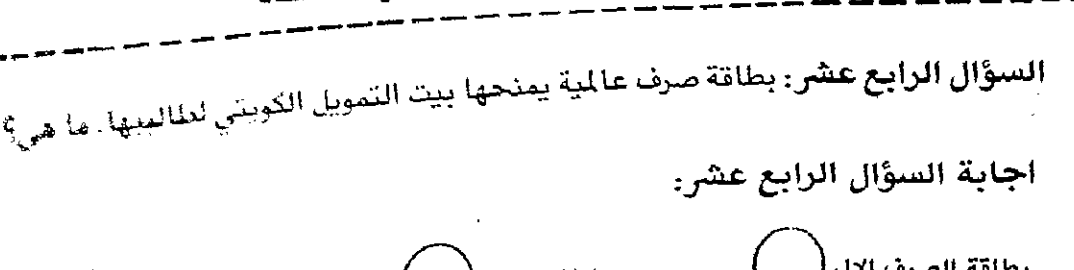 السؤال الرابع عشر: بطاقة صرف عالمية يمنحها بيت التمويل الكويتي لطالبيها. ما هي؟
اجابة السؤال الرابع عشر: